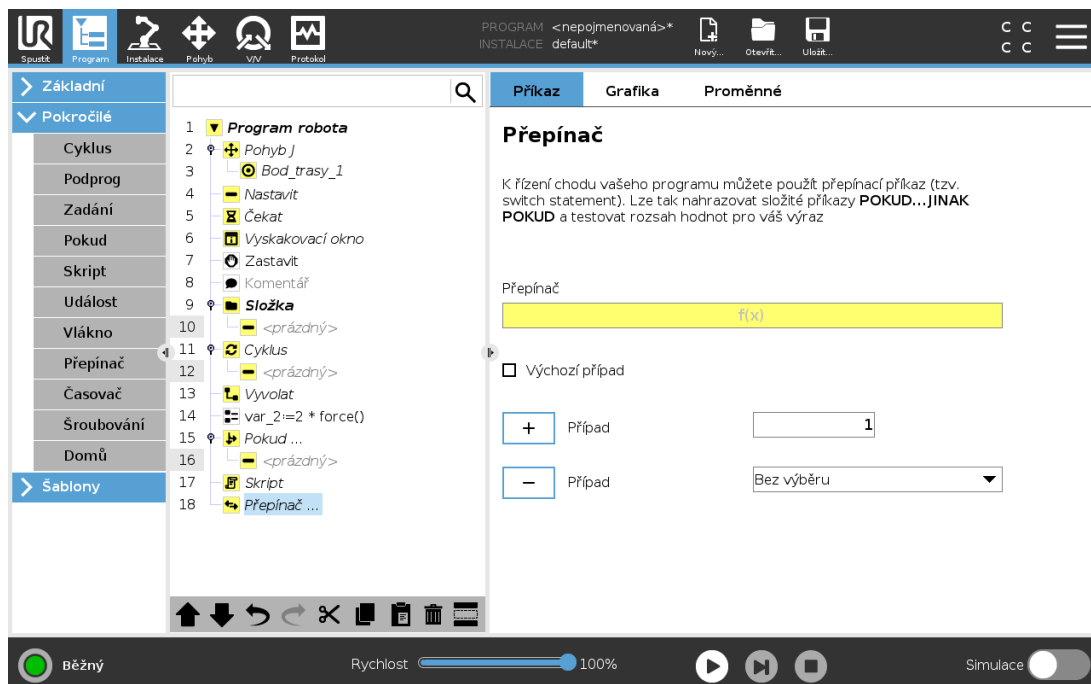 UR
PROGRAM <nepojmenovaná>*
INSTALACE default*
C C
C C
Spustit Program Instalace Pohyb V/V Protokol Nový... Otevřít... Uložit...
Základní
Pokročilé
Cyklus
Podprog
Zadání
Pokud
Skript
Událost
Vlákno
Přepínač
Časovač
Šroubování
Domů
Šablony
1 Program robota
2 Pohyb J
3 Bod_trasy_1
4 Nastavit
5 Čekat
6 Vyskakovací okno
7 Zastavit
8 Komentář
9 Složka
10 <prázdný>
11 Cyklus
12 <prázdný>
13 Vyvolat
14 var_2:=2 * force()
15 Pokud ...
16 <prázdný>
17 Skript
18 Přepínač ...
Příkaz Grafika Proměnné
Přepínač
K řízení chodu vašeho programu můžete použít přepínací příkaz (tzv.
switch statement). Lze tak nahrazovat složité příkazy POKUD...JINAK
POKUD a testovat rozsah hodnot pro váš výraz
Přepínač
f(x)
Výchozí případ
+ Případ 1
− Případ Bez výběru
Běžný Rychlost 100% Simulace